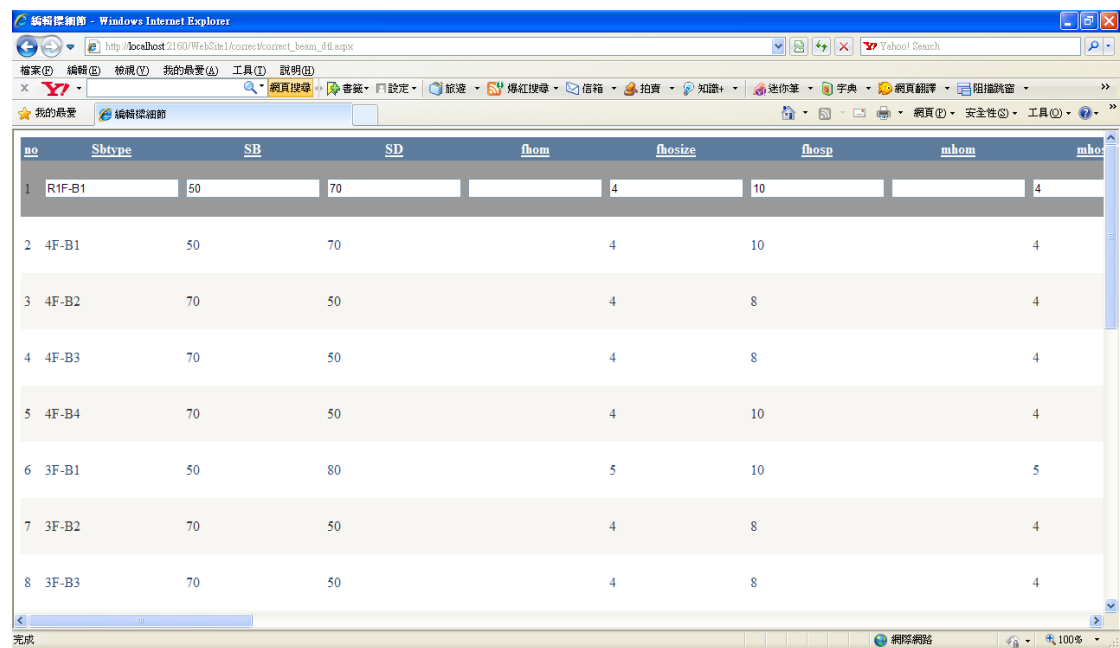 編輯樑細節 - Windows Internet Explorer
http://localhost:2160/WebSite1/correct/correct_beam_dtl.aspx
Yahoo! Search
檔案(F) 編輯(E) 檢視(V) 我的最愛(A) 工具(T) 說明(H)
Y! 網頁搜尋 書籤 設定 旅遊 爆紅搜尋 信箱 拍賣 知識+ 迷你筆 字典 網頁翻譯 阻擋跳窗
我的最愛 編輯樑細節 網頁(P) 安全性(S) 工具(O)
no Sbtype SB SD fhom fhosize fhosp mhom mhos
1 R1F-B1 50 70 4 10 4
2 4F-B1 50 70 4 10 4
3 4F-B2 70 50 4 8 4
4 4F-B3 70 50 4 8 4
5 4F-B4 70 50 4 10 4
6 3F-B1 50 80 5 10 5
7 3F-B2 70 50 4 8 4
8 3F-B3 70 50 4 8 4
完成 網際網路 100%